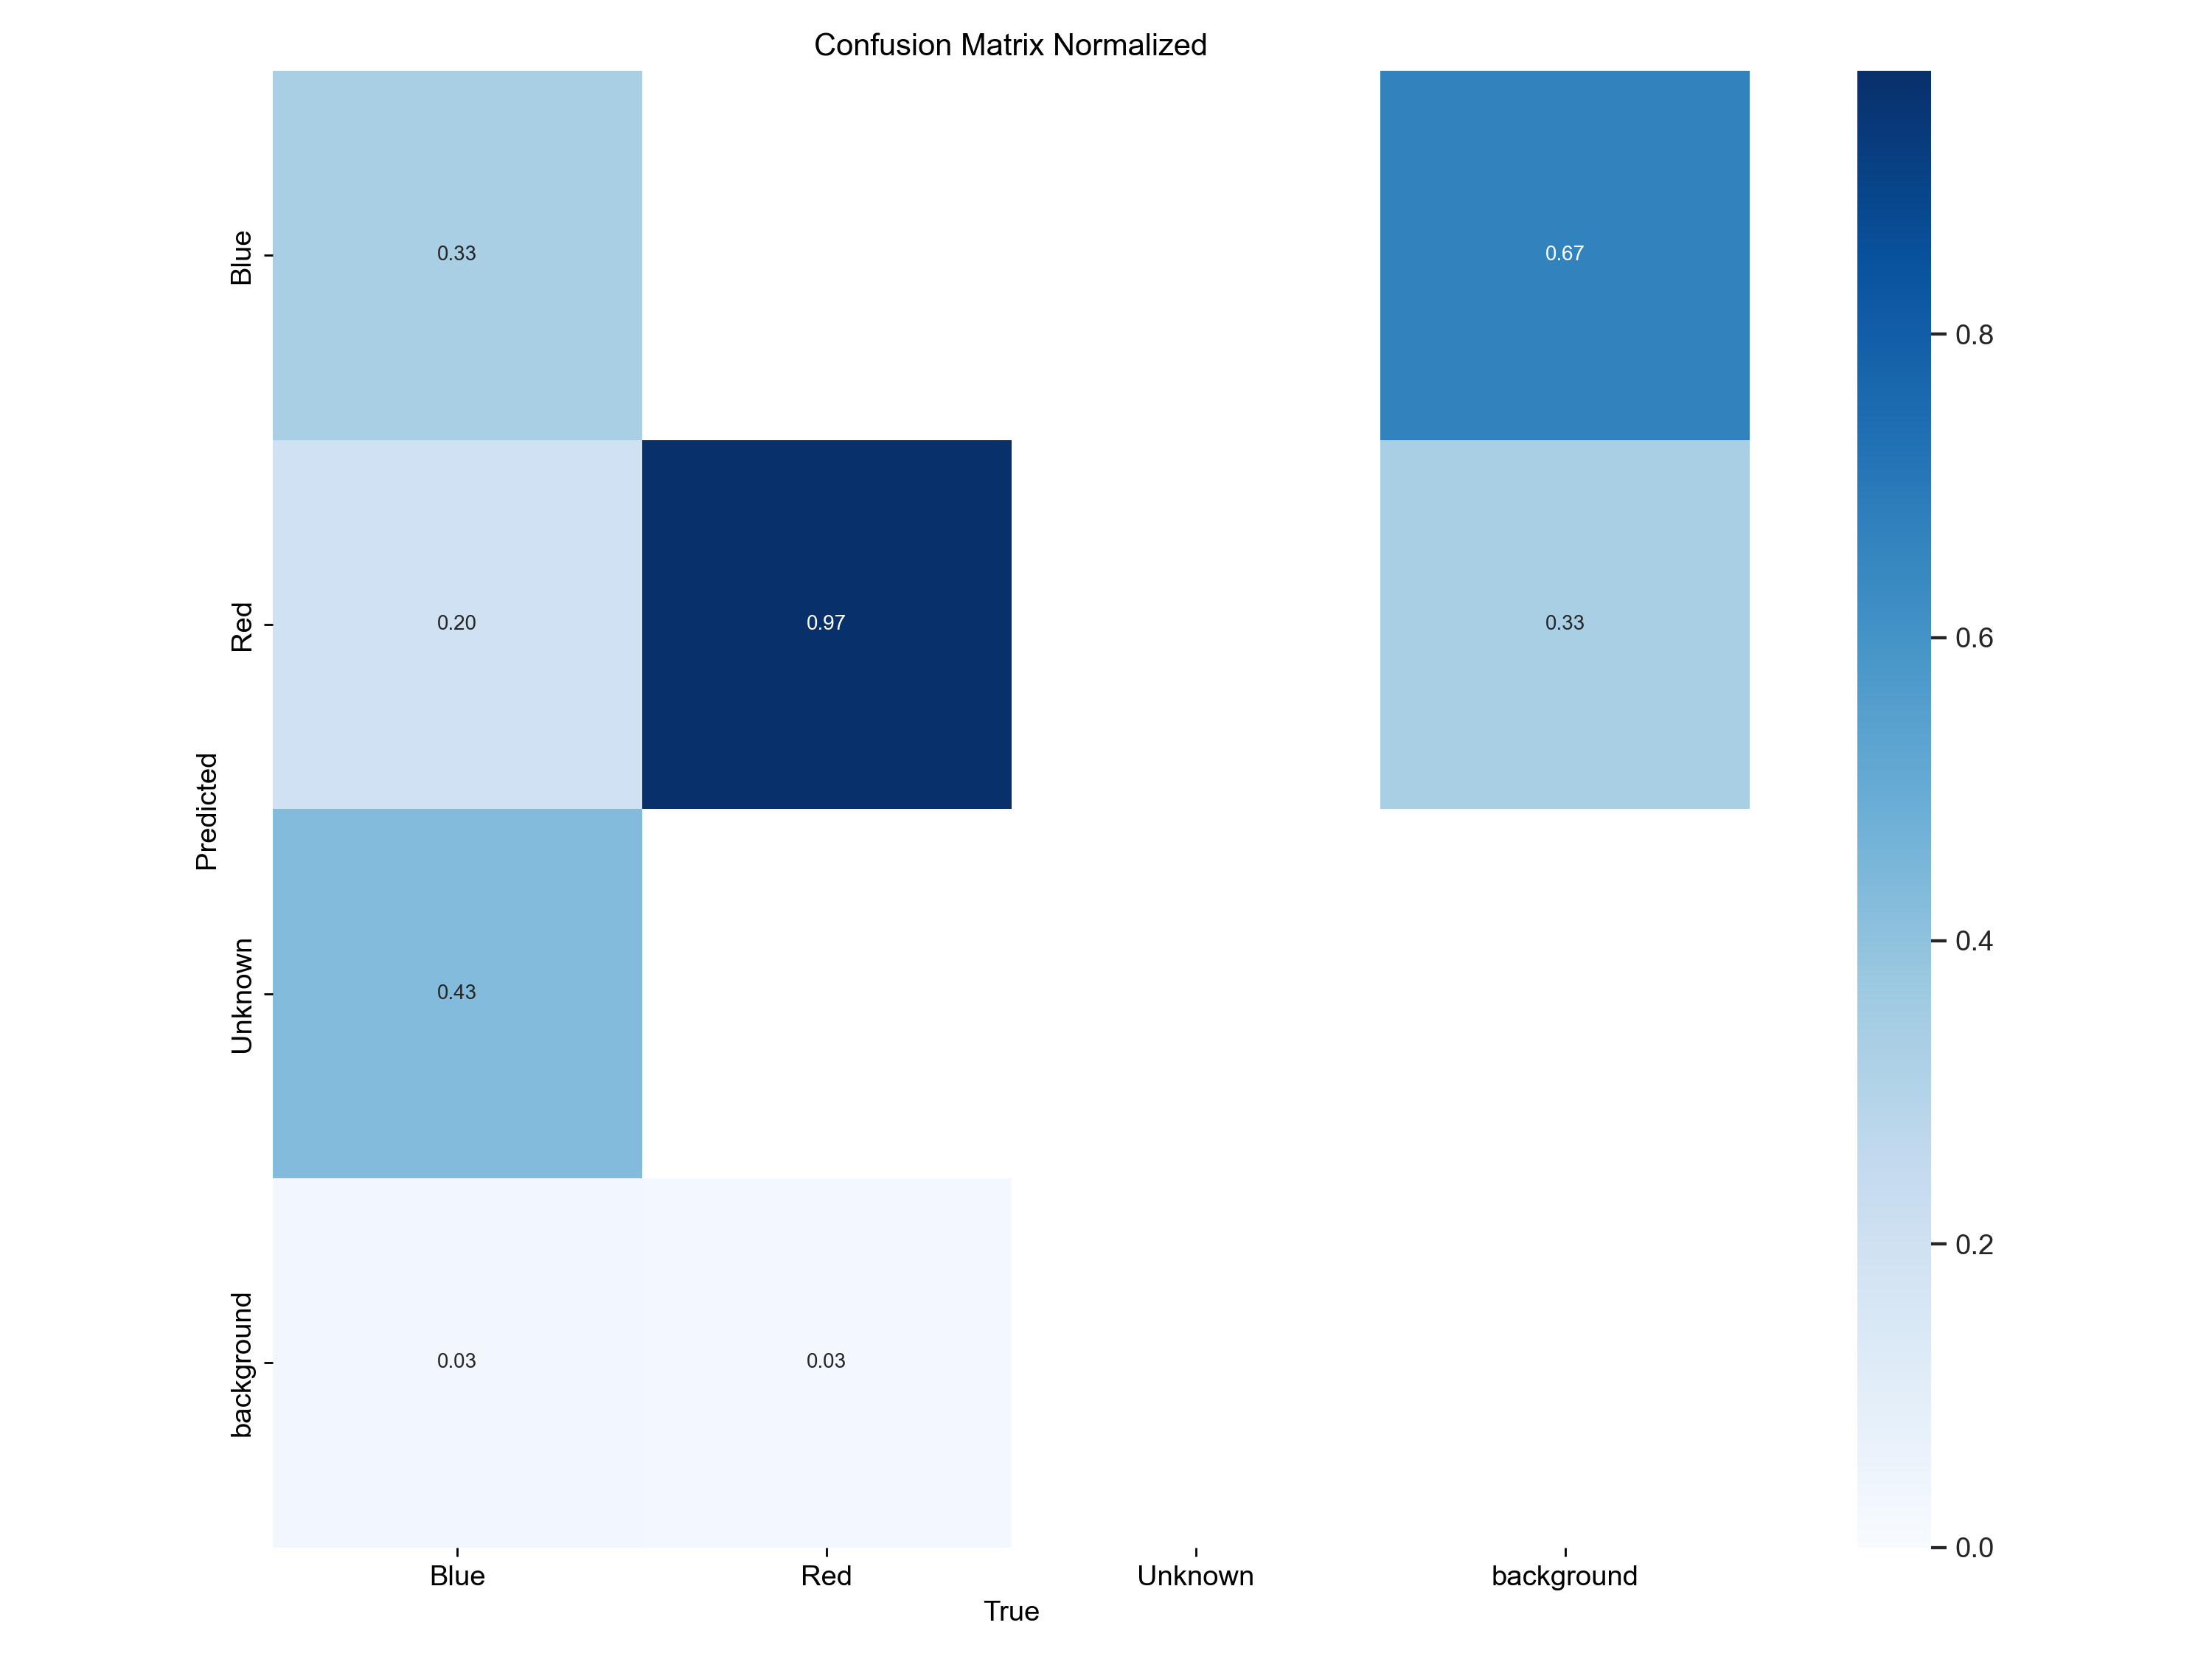 Confusion Matrix Normalized
Blue
0.33
0.67
Red
0.20
0.97
0.33
Unknown
0.43
background
0.03
0.03
Predicted
Blue
Red
Unknown
background
True
0.8
0.6
0.4
0.2
0.0